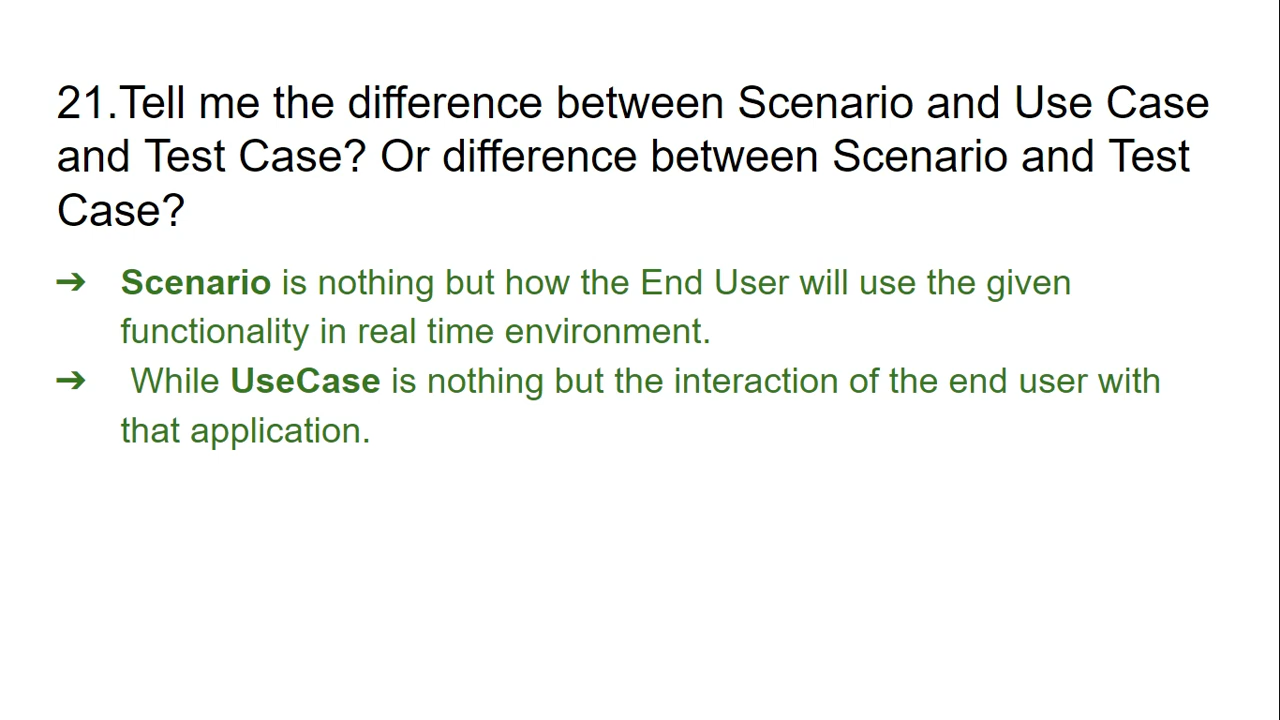 21.Tell me the difference between Scenario and Use Case
and Test Case? Or difference between Scenario and Test
Case?
➔ Scenario is nothing but how the End User will use the given
functionality in real time environment.
➔ While UseCase is nothing but the interaction of the end user with
that application.